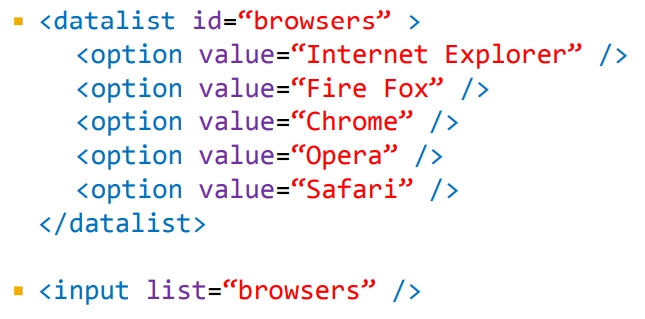 ▪ <datalist id=“browsers” >
<option value=“Internet Explorer” />
<option value=“Fire Fox” />
<option value=“Chrome” />
<option value=“Opera” />
<option value=“Safari” />
</datalist>
▪ <input list=“browsers” />